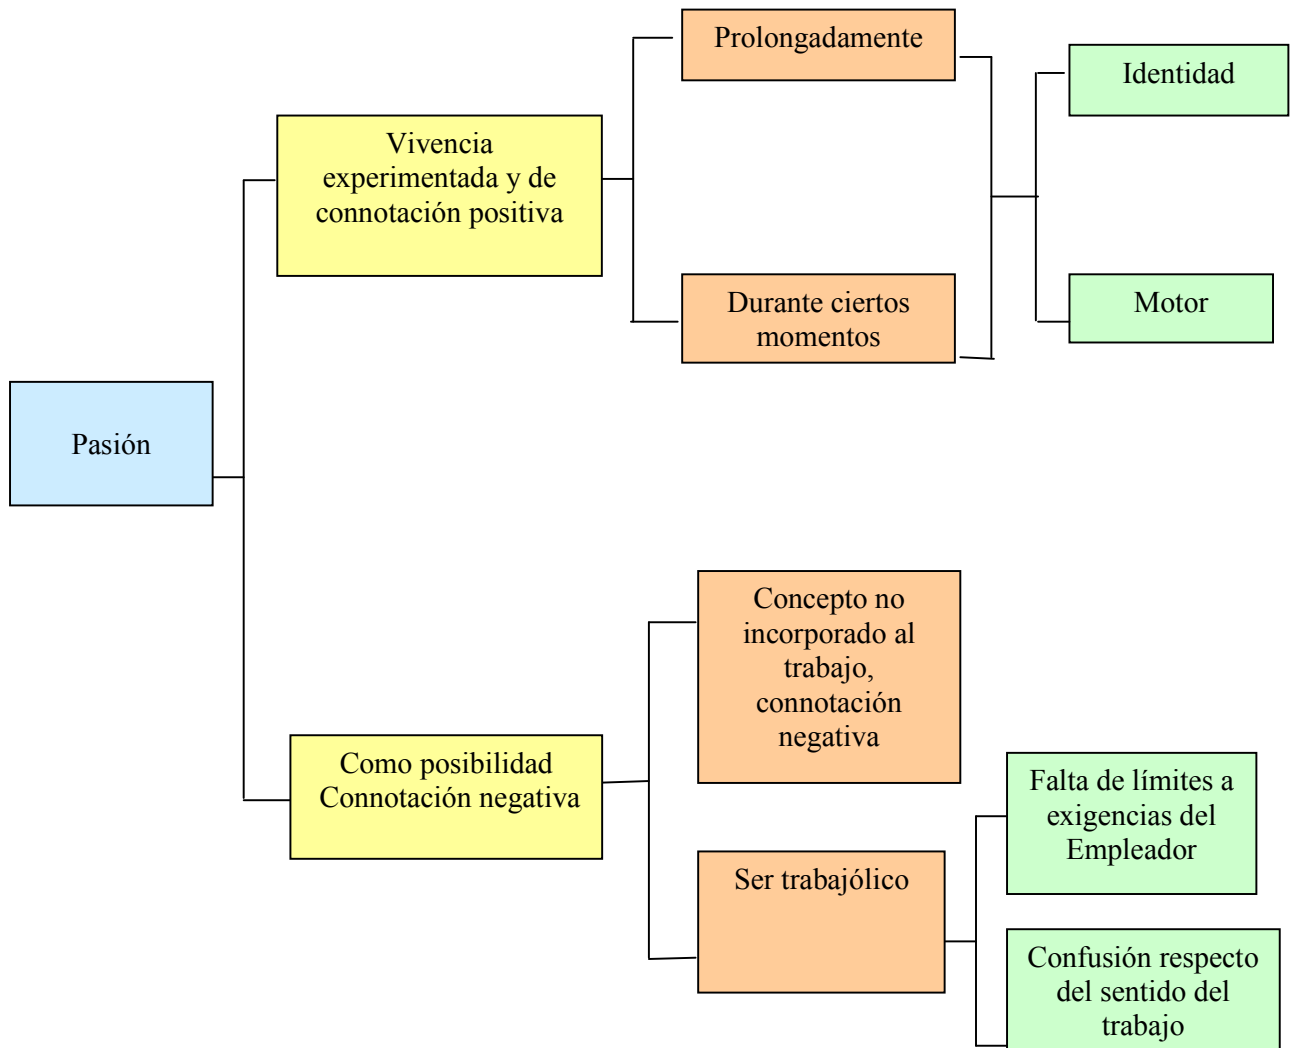 Prolongadamente
Identidad
Vivencia
experimentada y de
connotación positiva
Durante ciertos
momentos
Motor
Pasión
Concepto no
incorporado al
trabajo,
connotación
negativa
Como posibilidad
Connotación negativa
Falta de límites a
exigencias del
Empleador
Ser trabajólico
Confusión respecto
del sentido del
trabajo